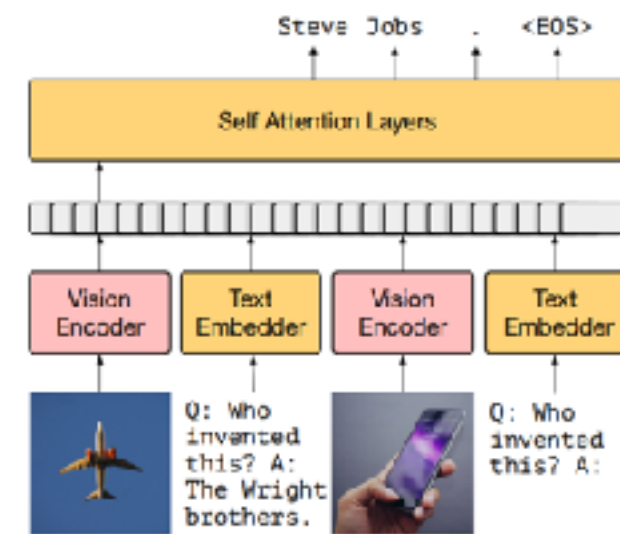 Steve Jobs . <EOS>
Self Attention Layers
Vision
Encoder
Text
Embedder
Vision
Encoder
Text
Embedder
Q: Who
invented
this? A:
The Wright
brothers.
Q: Who
invented
this? A: